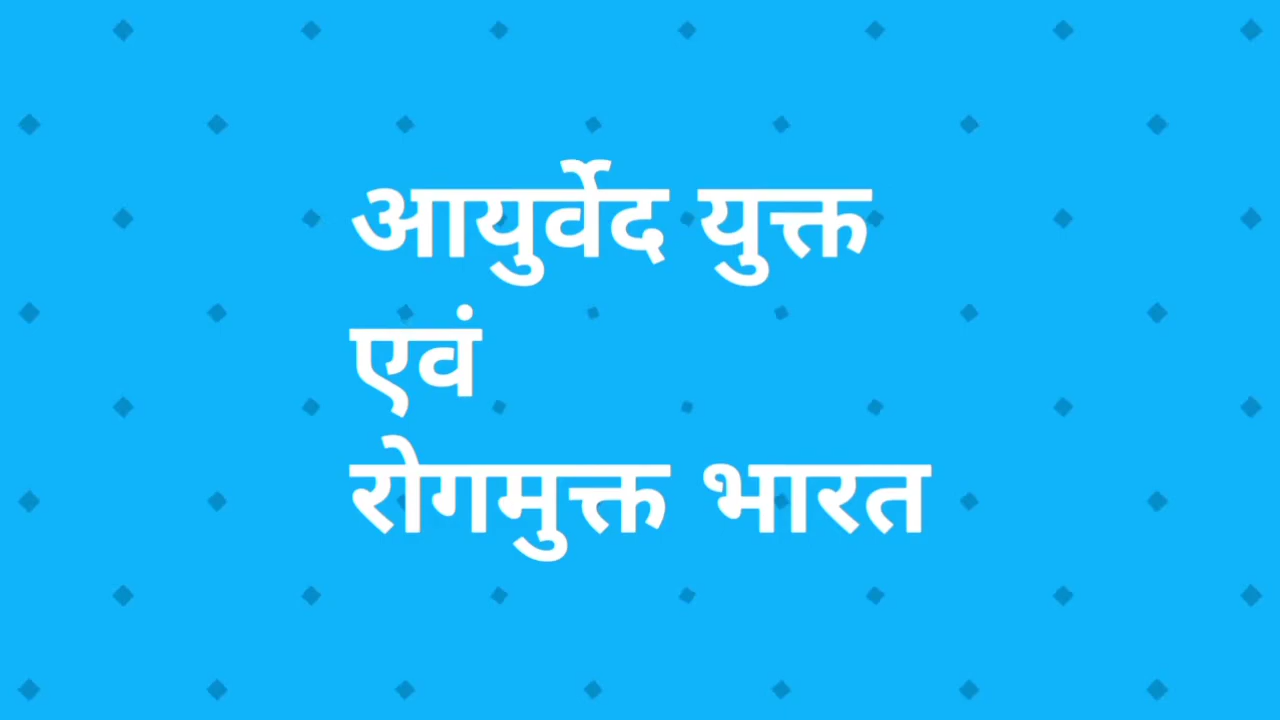 आयुर्वेद युक्त
एवं
रोगमुक्त भारत